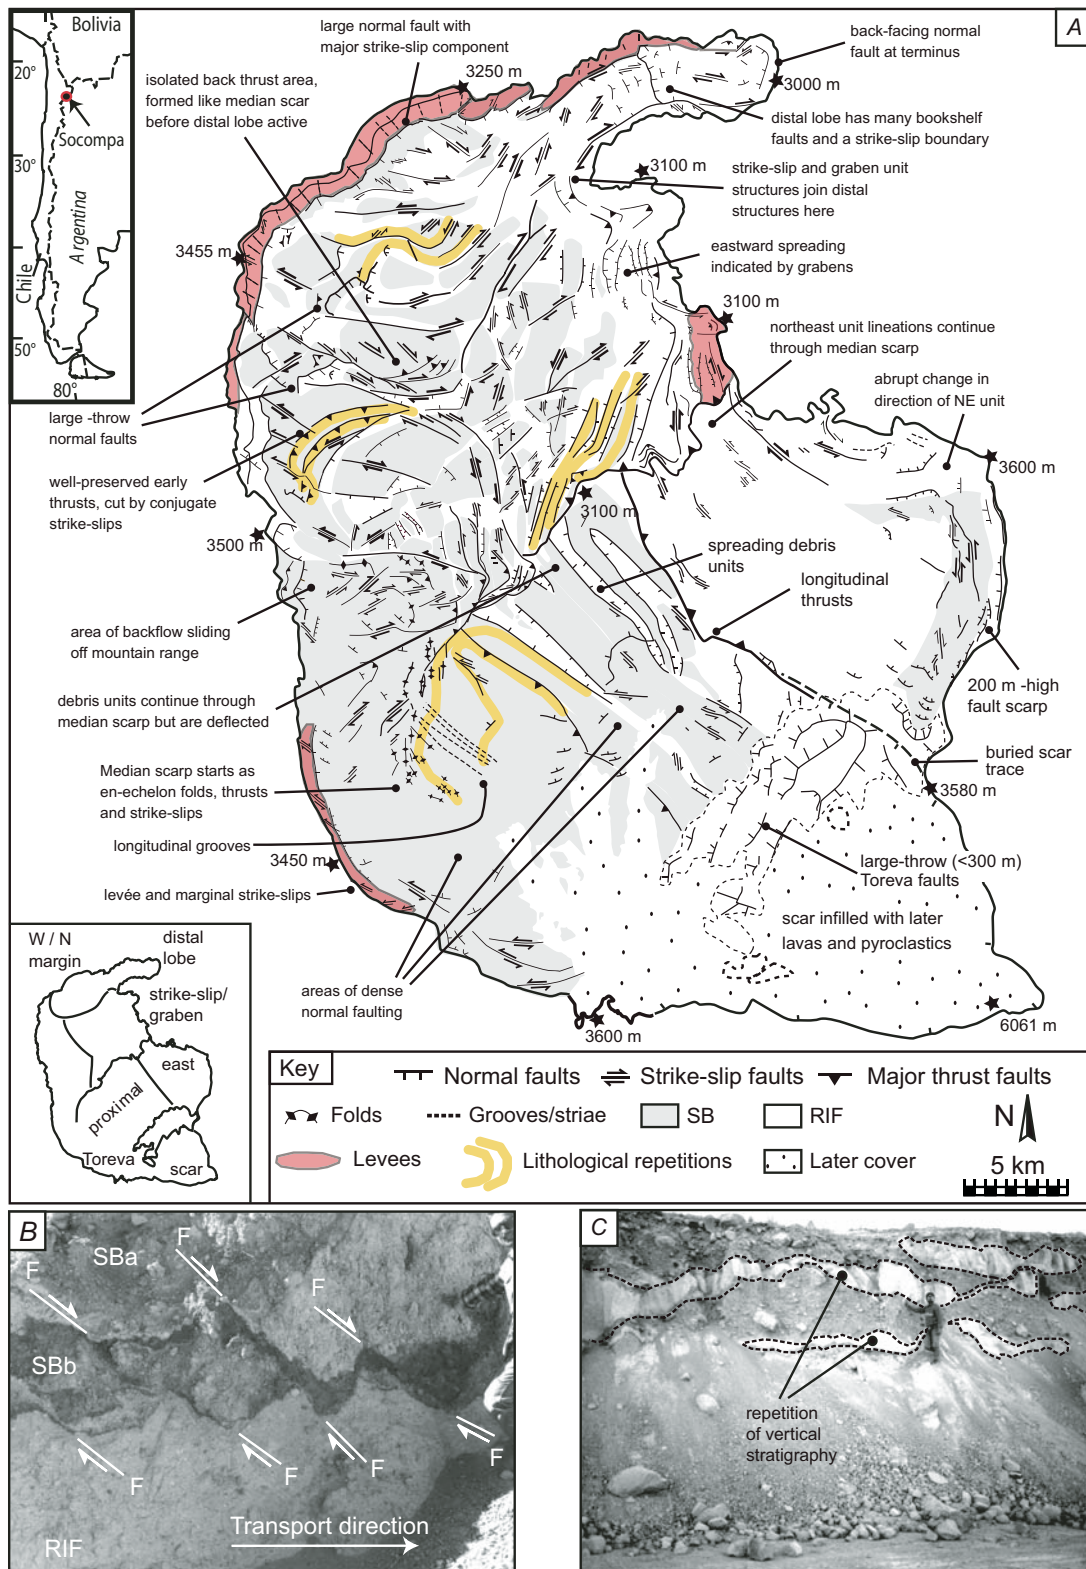 Bolivia
20°
Socompa
30°
Argentina
Chile
50°
80°
A
large normal fault with
major strike-slip component
3250 m
isolated back thrust area,
formed like median scar
before distal lobe active
back-facing normal
fault at terminus
3000 m
distal lobe has many bookshelf
faults and a strike-slip boundary
3100 m
strike-slip and graben unit
structures join distal
structures here
3455 m
eastward spreading
indicated by grabens
3100 m
northeast unit lineations continue
through median scarp
abrupt change in
direction of NE unit
large -throw
normal faults
3600 m
well-preserved early
thrusts, cut by conjugate
strike-slips
3100 m
3500 m
spreading debris
units
longitudinal
thrusts
area of backflow sliding
off mountain range
200 m -high
fault scarp
debris units continue through
median scarp but are deflected
buried scar
trace
Median scarp starts as
en-echelon folds, thrusts
and strike-slips
3580 m
longitudinal grooves
3450 m
large-throw (<300 m)
Toreva faults
levée and marginal strike-slips
scar infilled with later
lavas and pyroclastics
areas of dense
normal faulting
3600 m
6061 m
W / N
margin
distal
lobe
strike-slip/
graben
east
proximal
Toreva
scar
Key
Normal faults
Strike-slip faults
Major thrust faults
Folds
Grooves/striae
SB
RIF
N
Levees
Lithological repetitions
Later cover
5 km
B
SBa
F
F
F
SBb
F
F
F
F
Transport direction
RIF
C
repetition
of vertical
stratigraphy